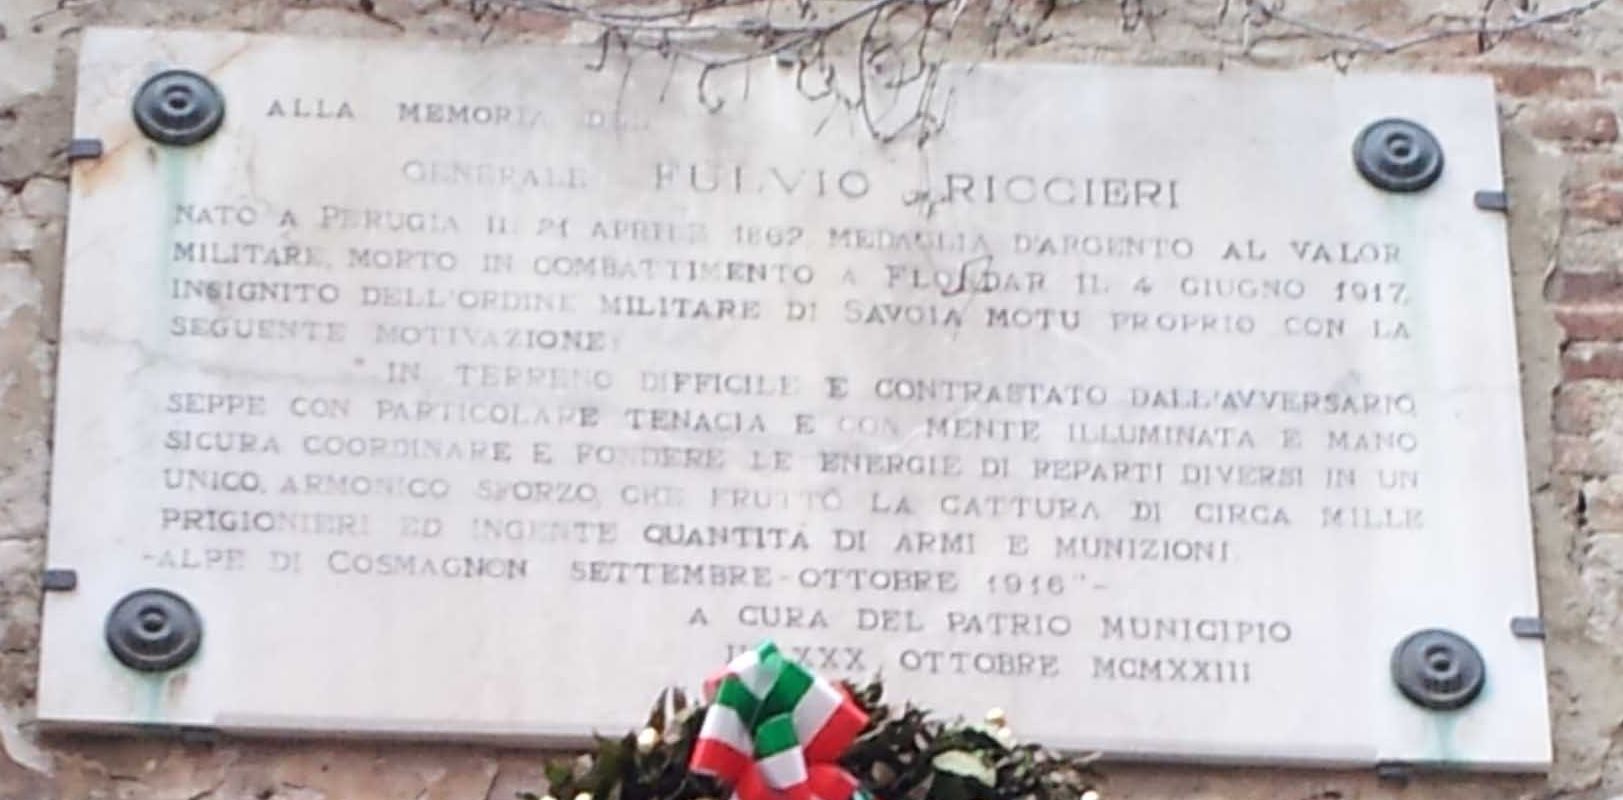 ALLA MEMORIA DEL
GENERALE FULVIO RICCIERI
NATO A PERUGIA IL 21 APRILE 1862 MEDAGLIA D'ARGENTO AL VALOR
MILITARE, MORTO IN COMBATTIMENTO A FLONDAR IL 4 GIUGNO 1917,
INSIGNITO DELL'ORDINE MILITARE DI SAVOIA MOTU PROPRIO CON LA
SEGUENTE MOTIVAZIONE:
"IN TERRENO DIFFICILE E CONTRASTATO DALL'AVVERSARIO,
SEPPE CON PARTICOLARE TENACIA E CON MENTE ILLUMINATA E MANO
SICURA COORDINARE E FONDERE LE ENERGIE DI REPARTI DIVERSI IN UN
UNICO, ARMONICO SFORZO, CHE FRUTTÒ LA CATTURA DI CIRCA MILLE
PRIGIONIERI ED INGENTE QUANTITÀ DI ARMI E MUNIZIONI.
-ALPE DI COSMAGNON SETTEMBRE-OTTOBRE 1916"-
A CURA DEL PATRIO MUNICIPIO
XXX OTTOBRE MCMXXIII